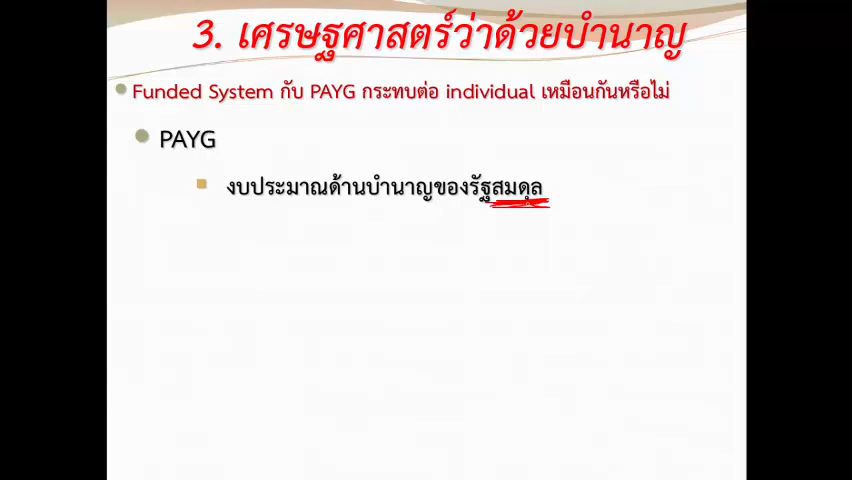 3. เศรษฐศาสตร์ว่าด้วยบำนาญ
Funded System กับ PAYG กระทบต่อ individual เหมือนกันหรือไม่
PAYG
งบประมาณด้านบำนาญของรัฐสมดุล